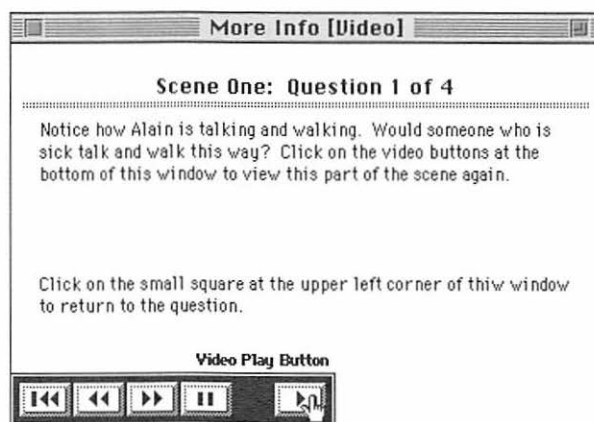 More Info [Video]
Scene One: Question 1 of 4
Notice how Alain is talking and walking. Would someone who is
sick talk and walk this way? Click on the video buttons at the
bottom of this window to view this part of the scene again.
Click on the small square at the upper left corner of thiw window
to return to the question.
Video Play Button